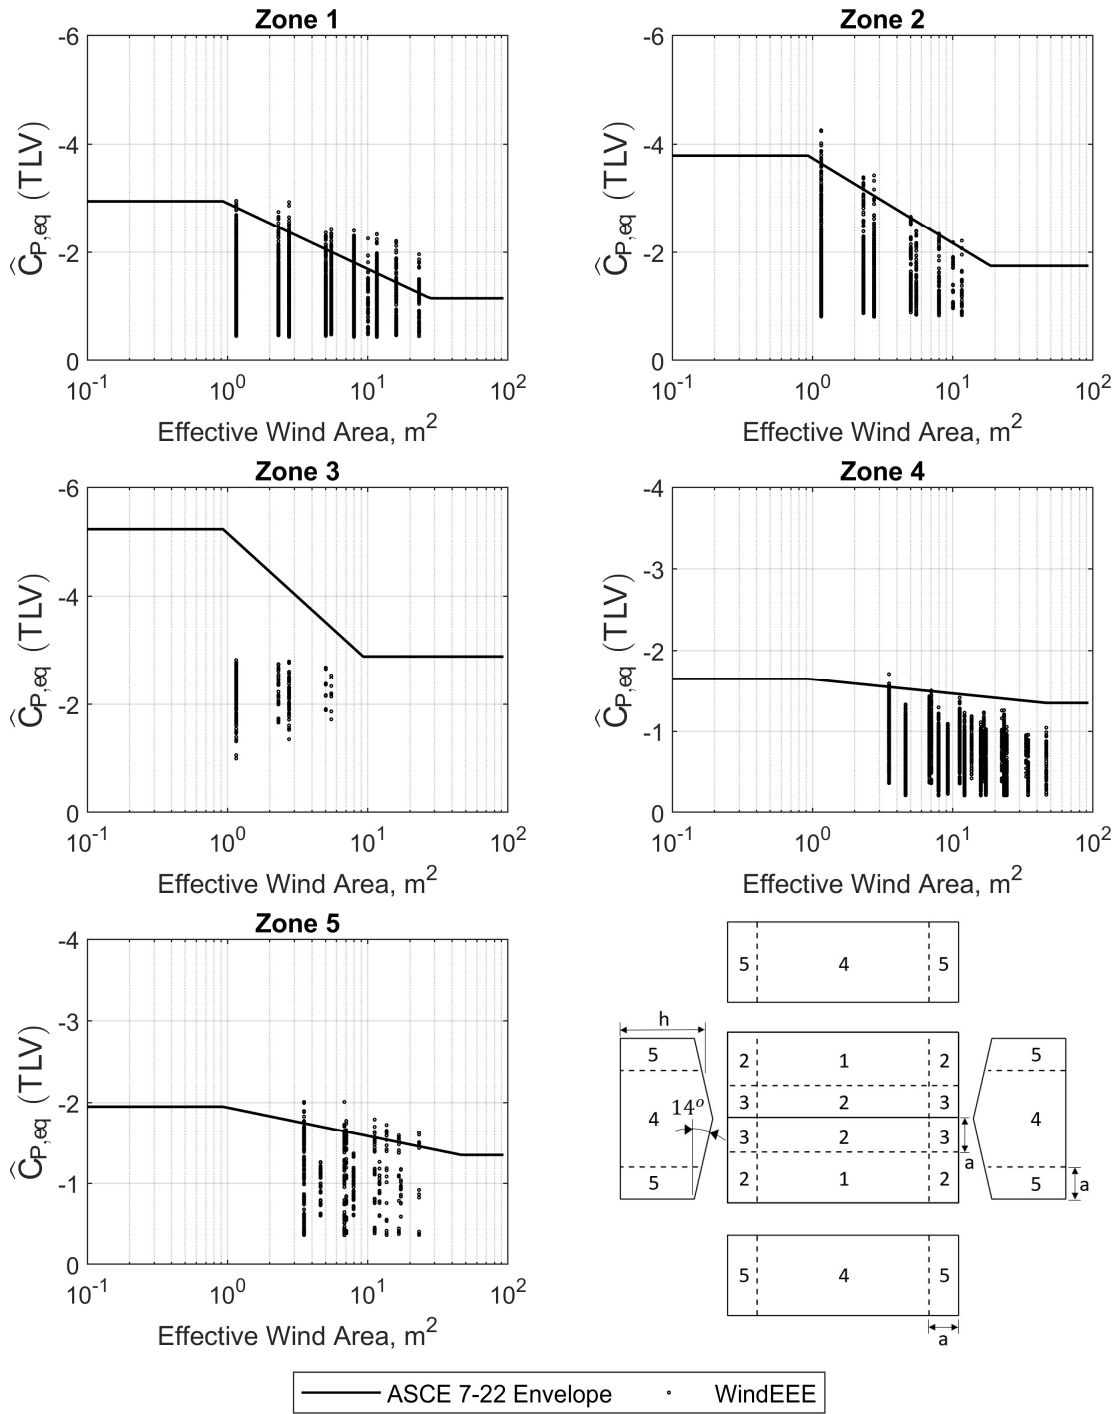 Zone 1
-6
-4
-2
0
10^-1 10^0 10^1 10^2
Effective Wind Area, m^2
Ĉ_P,eq (TLV)
Zone 2
-6
-4
-2
0
10^-1 10^0 10^1 10^2
Effective Wind Area, m^2
Ĉ_P,eq (TLV)
Zone 3
-6
-4
-2
0
10^-1 10^0 10^1 10^2
Effective Wind Area, m^2
Ĉ_P,eq (TLV)
Zone 4
-4
-3
-2
-1
0
10^-1 10^0 10^1 10^2
Effective Wind Area, m^2
Ĉ_P,eq (TLV)
Zone 5
-4
-3
-2
-1
0
10^-1 10^0 10^1 10^2
Effective Wind Area, m^2
Ĉ_P,eq (TLV)
5 4 5
h
5 2 1 2 5
3 2 3
4 14° 4
3 2 3
a
5 2 1 2 5 a
5 4 5
a
ASCE 7-22 Envelope WindEEE